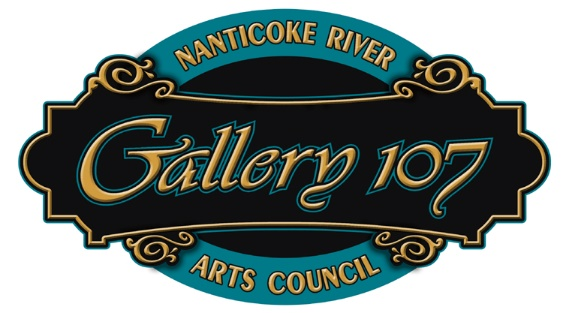 NANTICOKE RIVER
Gallery 107
ARTS COUNCIL